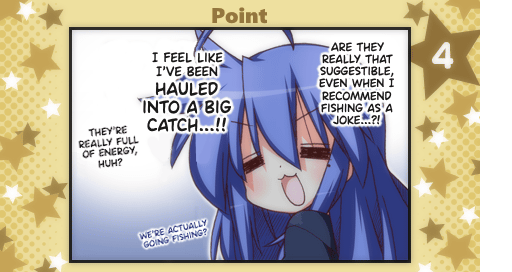 Point
4
ARE THEY
REALLY THAT
SUGGESTIBLE,
EVEN WHEN I
RECOMMEND
FISHING AS A
JOKE...?!
I FEEL LIKE
I'VE BEEN
HAULED
INTO A BIG
CATCH...!!
THEY'RE
REALLY FULL
OF ENERGY,
HUH?
WE'RE ACTUALLY
GOING FISHING?